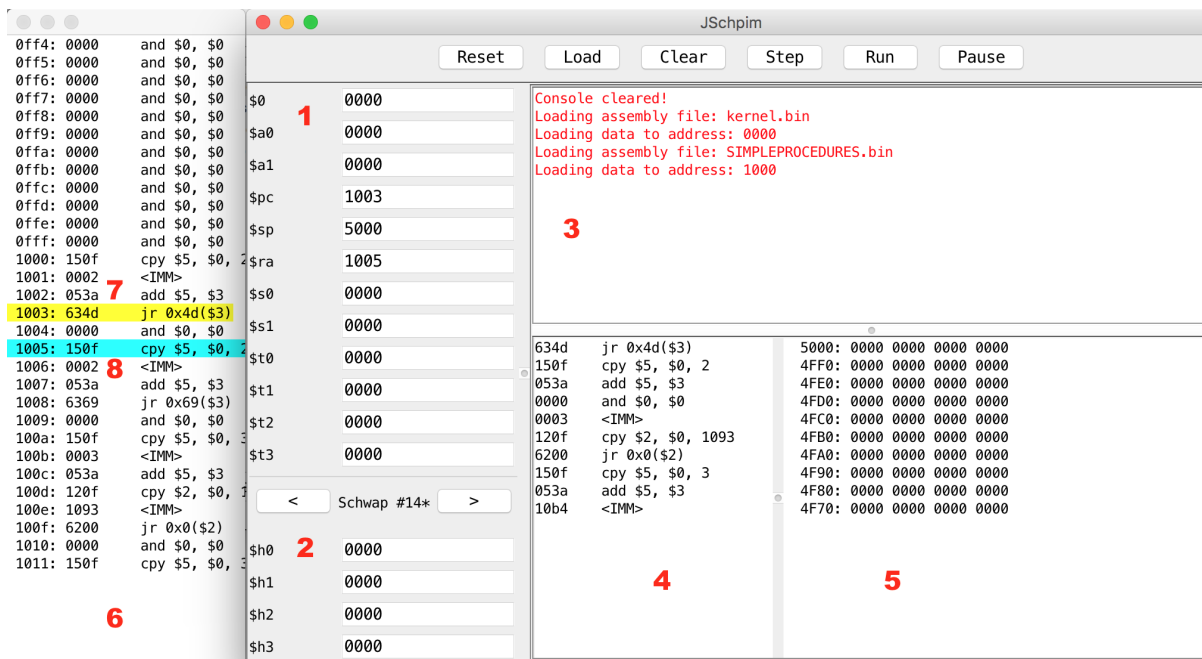 JSchpim
Reset Load Clear Step Run Pause
0ff4: 0000 and $0, $0
0ff5: 0000 and $0, $0
0ff6: 0000 and $0, $0
0ff7: 0000 and $0, $0
0ff8: 0000 and $0, $0
0ff9: 0000 and $0, $0
0ffa: 0000 and $0, $0
0ffb: 0000 and $0, $0
0ffc: 0000 and $0, $0
0ffd: 0000 and $0, $0
0ffe: 0000 and $0, $0
0fff: 0000 and $0, $0
1000: 150f cpy $5, $0, 2
1001: 0002 <IMM>
7
1002: 053a add $5, $3
1003: 634d jr 0x4d($3)
1004: 0000 and $0, $0
1005: 150f cpy $5, $0, 2
8
1006: 0002 <IMM>
1007: 053a add $5, $3
1008: 6369 jr 0x69($3)
1009: 0000 and $0, $0
100a: 150f cpy $5, $0, 3
100b: 0003 <IMM>
100c: 053a add $5, $3
100d: 120f cpy $2, $0, 1
100e: 1093 <IMM>
100f: 6200 jr 0x0($2)
1010: 0000 and $0, $0
1011: 150f cpy $5, $0, 3
6
$0 0000
1
$a0 0000
$a1 0000
$pc 1003
$sp 5000
$ra 1005
$s0 0000
$s1 0000
$t0 0000
$t1 0000
$t2 0000
$t3 0000
< Schwap #14* >
$h0 0000
2
$h1 0000
$h2 0000
$h3 0000
Console cleared!
Loading assembly file: kernel.bin
Loading data to address: 0000
Loading assembly file: SIMPLEPROCEDURES.bin
Loading data to address: 1000
3
634d jr 0x4d($3)
150f cpy $5, $0, 2
053a add $5, $3
0000 and $0, $0
0003 <IMM>
120f cpy $2, $0, 1093
6200 jr 0x0($2)
150f cpy $5, $0, 3
053a add $5, $3
10b4 <IMM>
4
5000: 0000 0000 0000 0000
4FF0: 0000 0000 0000 0000
4FE0: 0000 0000 0000 0000
4FD0: 0000 0000 0000 0000
4FC0: 0000 0000 0000 0000
4FB0: 0000 0000 0000 0000
4FA0: 0000 0000 0000 0000
4F90: 0000 0000 0000 0000
4F80: 0000 0000 0000 0000
4F70: 0000 0000 0000 0000
5